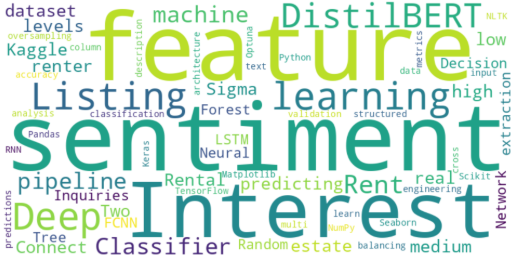 dataset
levels
oversampling
Kaggle
column
renter
accuracy
feature
description
machine
architecture
Optuna
DistilBERT
NLTK
metrics
low
Python
Decision
text
data
input
Sigma
Listing
learning
high
extraction
analysis
classification
Forest
validation
structured
Pandas
RNN
sentiment
Keras
LSTM
Neural
cross
Scikit
pipeline
Rental
Matplotlib
TensorFlow
predicting
Rent
real
engineering
Network
Inquiries
Interest
predictions
Deep
Two
FCNN
multi
NumPy
learn
Seaborn
Tree
Connect
Classifier
Random
estate
balancing
medium